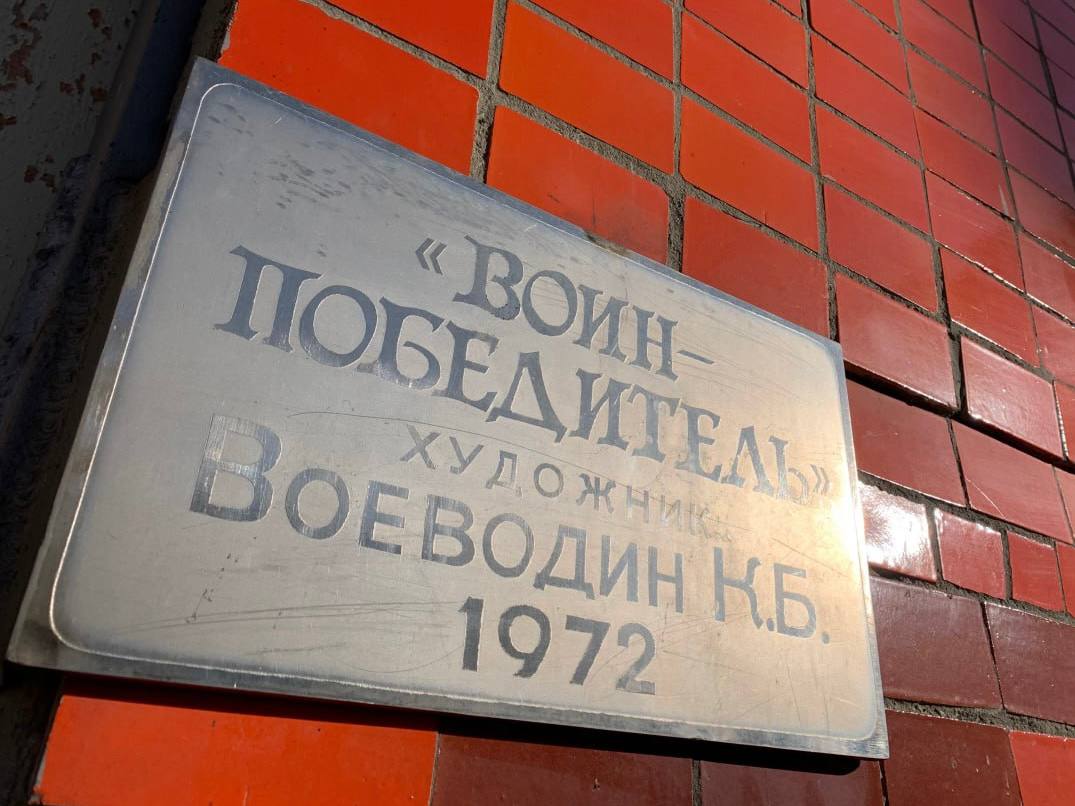 «ВОИН–
ПОБЕДИТЕЛЬ»
ХУДОЖНИК:
ВОЕВОДИН К.Б.
1972